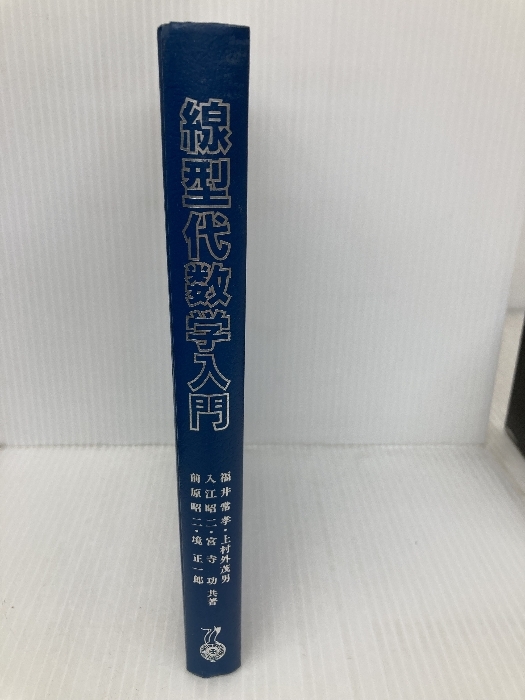 線型代数学入門
福井常孝・上村外茂男
入江昭二・宮寺功共著
前原昭二・境正一郎